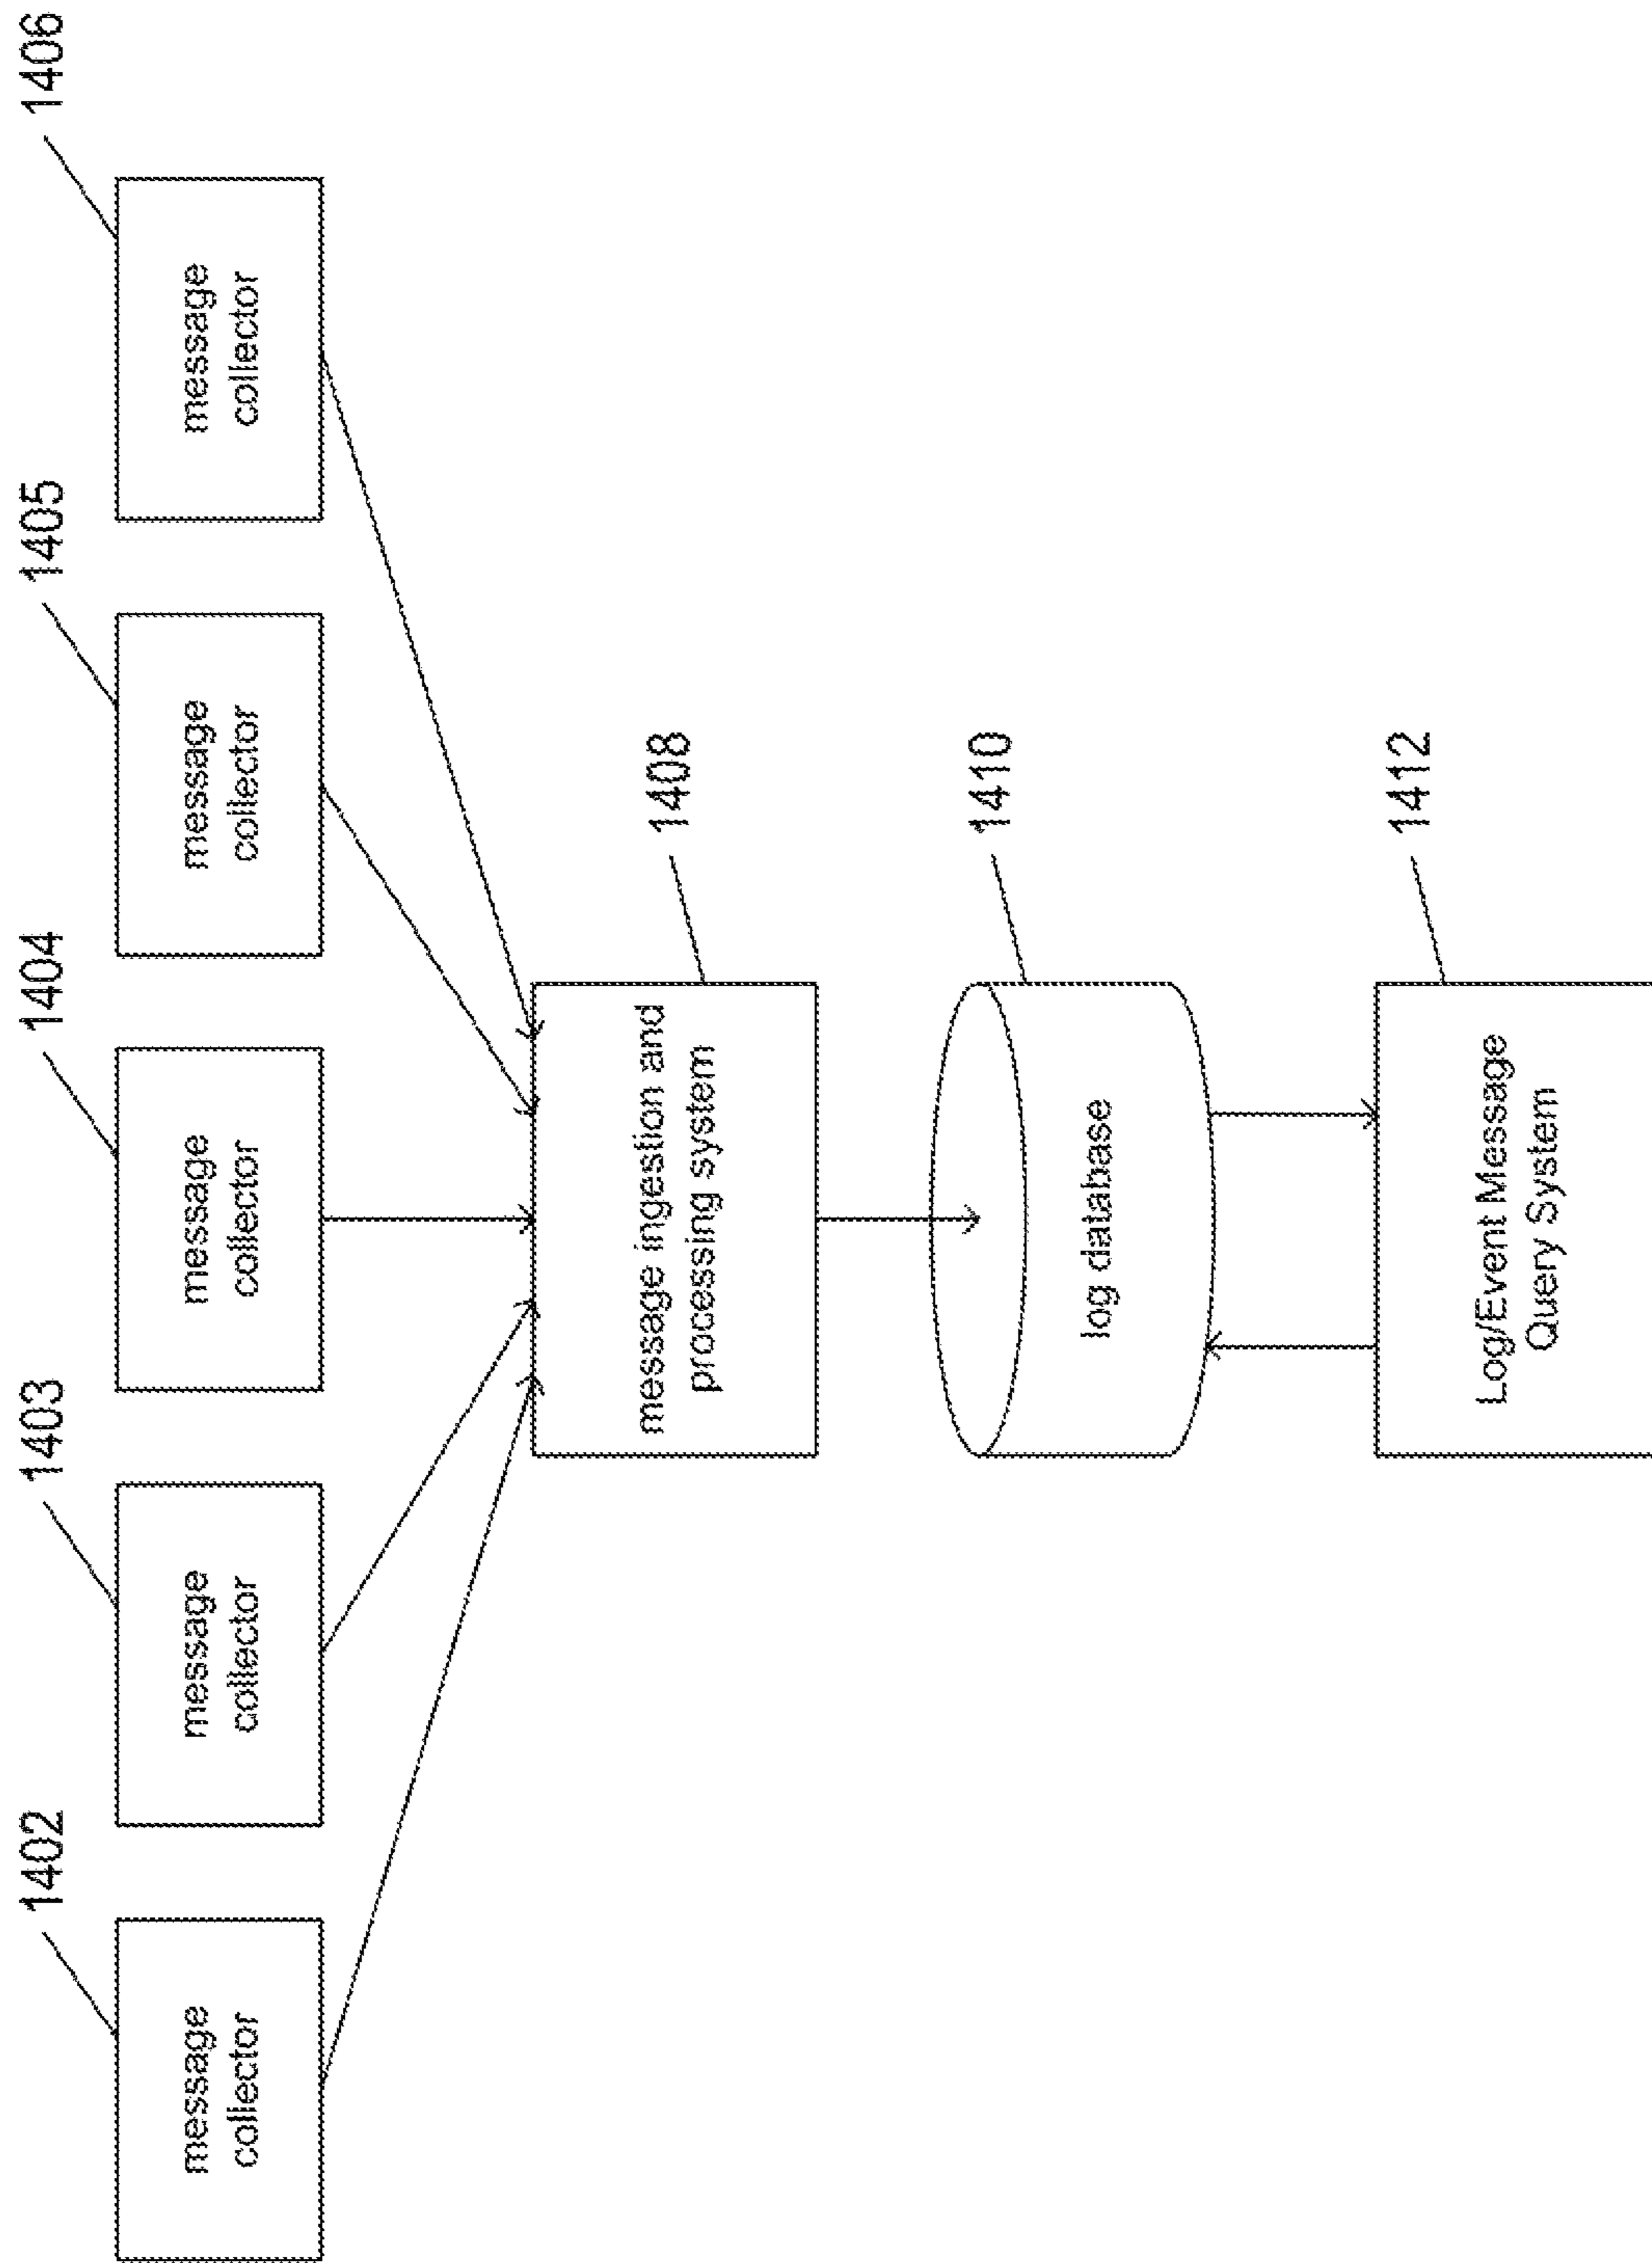 1402
1403
1404
1405
1406
message
collector
message
collector
message
collector
message
collector
message
collector
message ingestion and
processing system
1408
log database
1410
Log/Event Message
Query System
1412